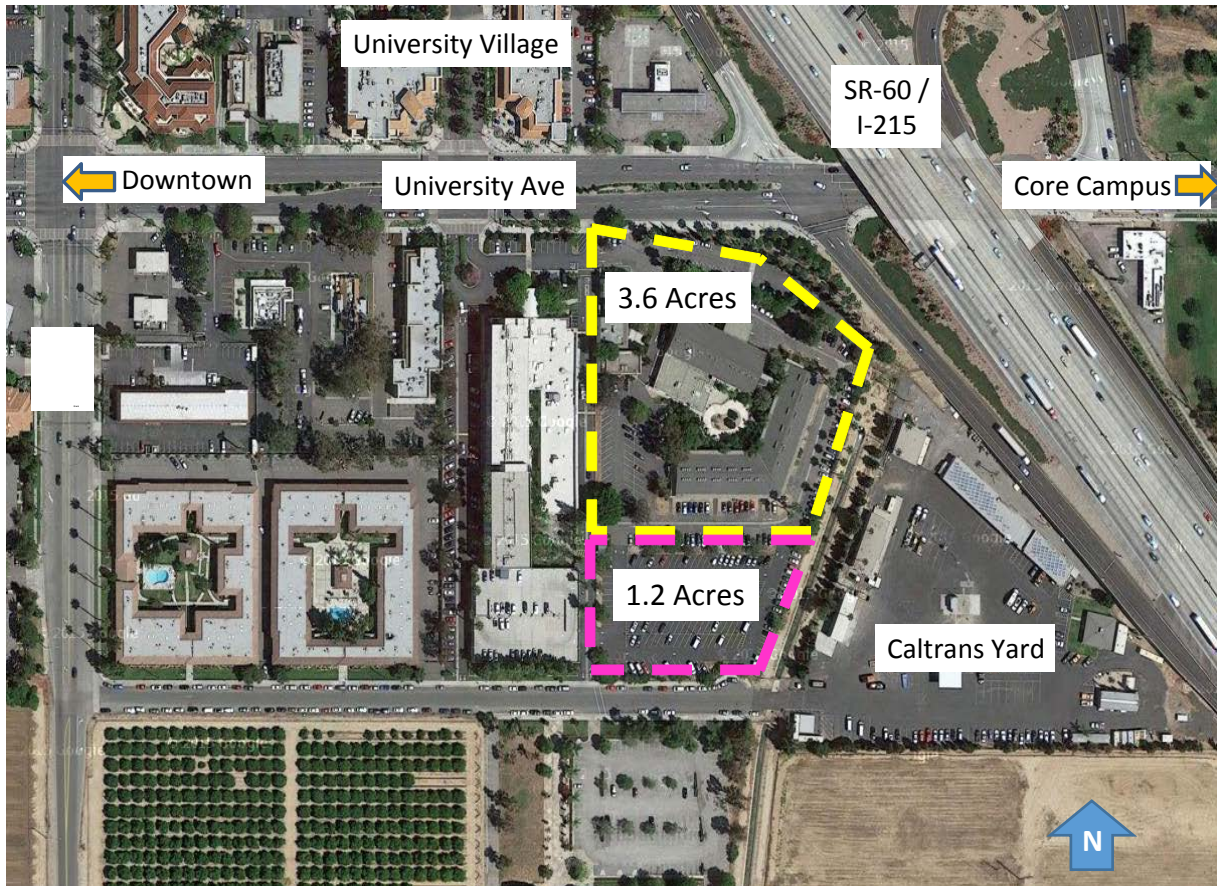 University Village
SR-60 /
I-215
Downtown
University Ave
Core Campus
3.6 Acres
1.2 Acres
Caltrans Yard
N